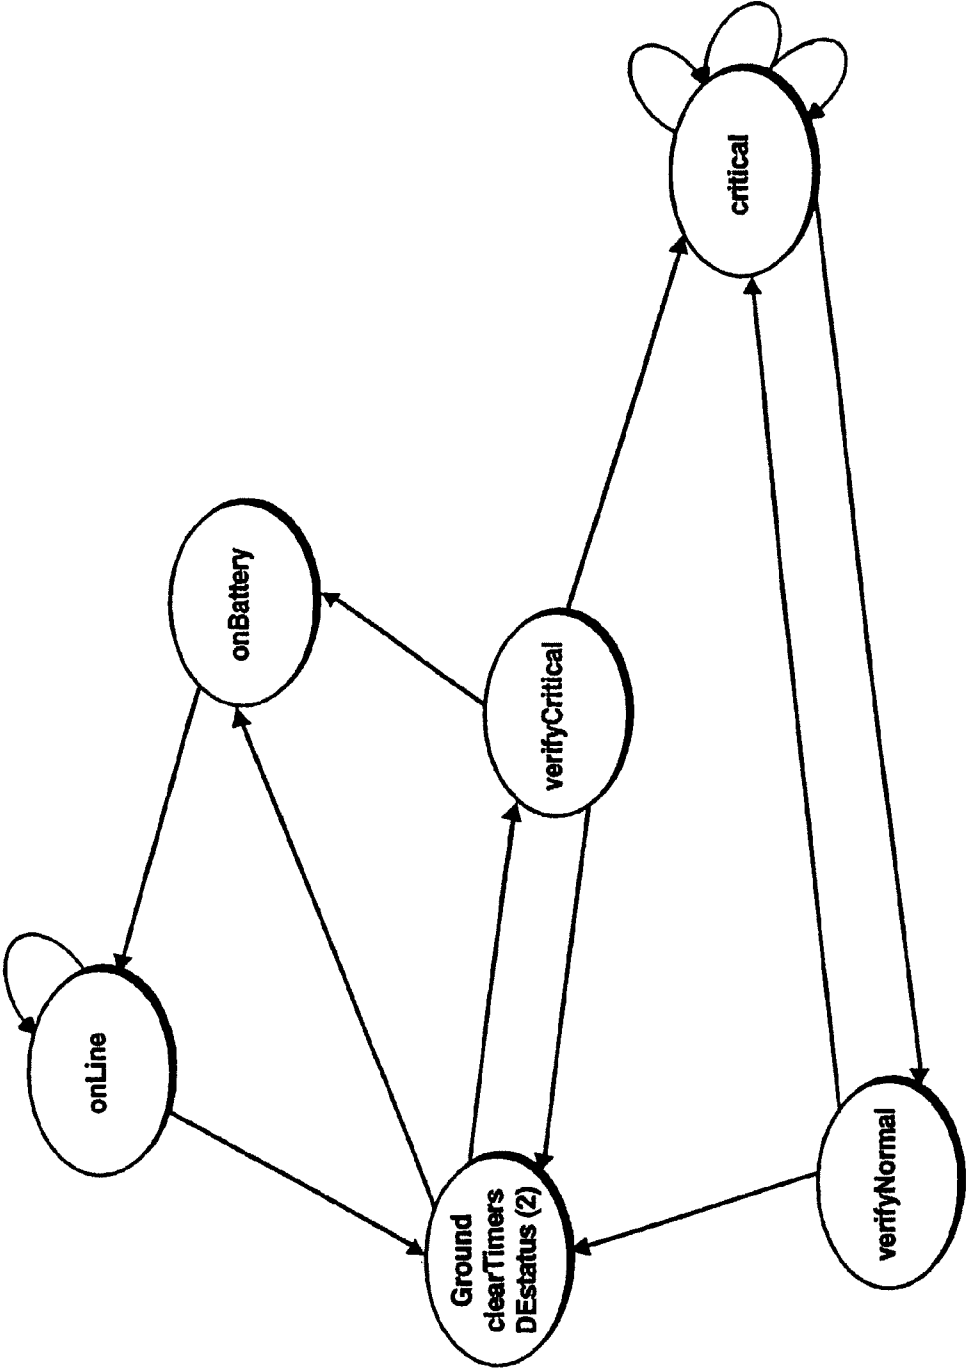 onLine
onBattery
critical
verifyCritical
Ground
clearTimers
DEstatus (2)
verifyNormal